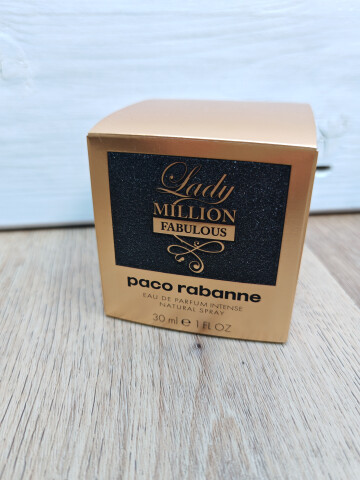 Lady
MILLION
FABULOUS
paco rabanne
EAU DE PARFUM INTENSE
NATURAL SPRAY
30 ml e 1 FL OZ